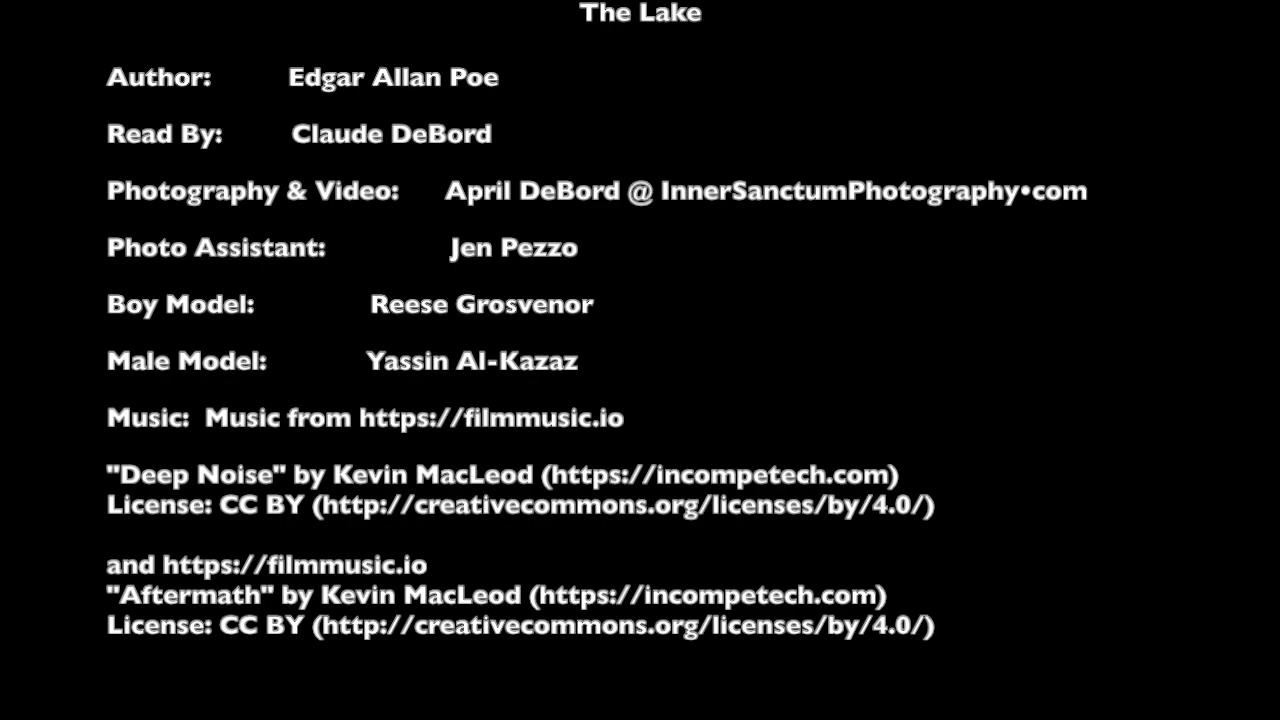 The Lake
Author: Edgar Allan Poe
Read By: Claude DeBord
Photography & Video: April DeBord @ InnerSanctumPhotography•com
Photo Assistant: Jen Pezzo
Boy Model: Reese Grosvenor
Male Model: Yassin Al-Kazaz
Music: Music from https://filmmusic.io
"Deep Noise" by Kevin MacLeod (https://incompetech.com)
License: CC BY (http://creativecommons.org/licenses/by/4.0/)
and https://filmmusic.io
"Aftermath" by Kevin MacLeod (https://incompetech.com)
License: CC BY (http://creativecommons.org/licenses/by/4.0/)